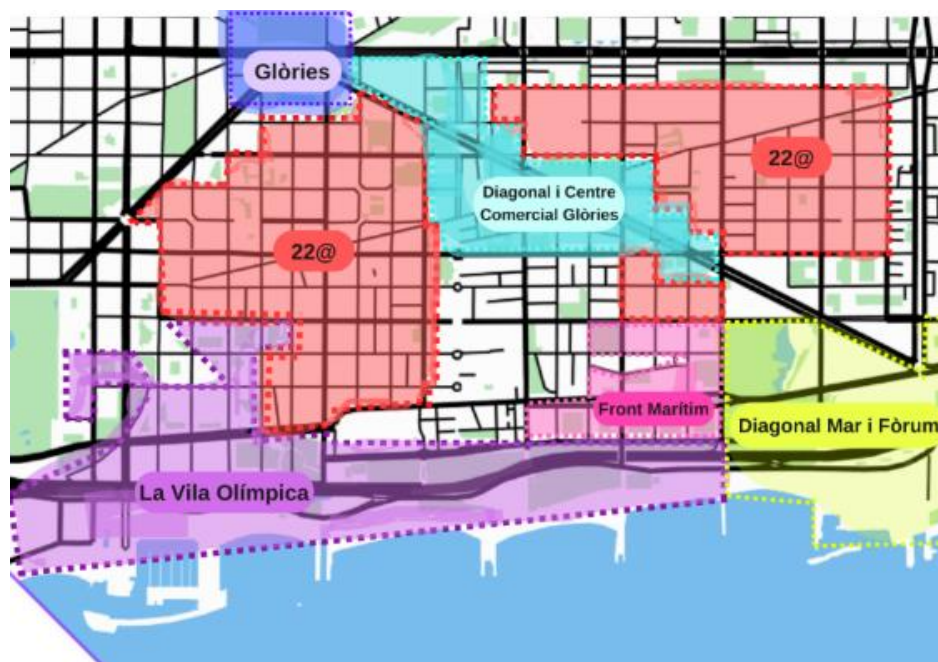 Glòries
22@
Diagonal i Centre
Comercial Glòries
22@
Front Marítim
Diagonal Mar i Fòrum
La Vila Olímpica